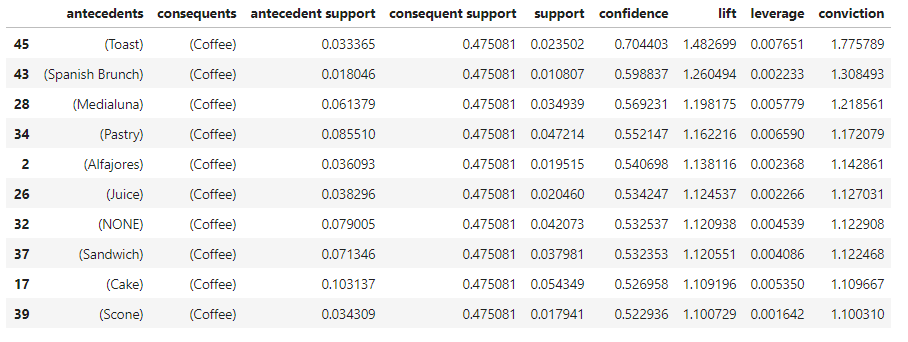 antecedents consequents antecedent support consequent support support confidence lift leverage conviction
45 (Toast) (Coffee) 0.033365 0.475081 0.023502 0.704403 1.482699 0.007651 1.775789
43 (Spanish Brunch) (Coffee) 0.018046 0.475081 0.010807 0.598837 1.260494 0.002233 1.308493
28 (Medialuna) (Coffee) 0.061379 0.475081 0.034939 0.569231 1.198175 0.005779 1.218561
34 (Pastry) (Coffee) 0.085510 0.475081 0.047214 0.552147 1.162216 0.006590 1.172079
2 (Alfajores) (Coffee) 0.036093 0.475081 0.019515 0.540698 1.138116 0.002368 1.142861
26 (Juice) (Coffee) 0.038296 0.475081 0.020460 0.534247 1.124537 0.002266 1.127031
32 (NONE) (Coffee) 0.079005 0.475081 0.042073 0.532537 1.120938 0.004539 1.122908
37 (Sandwich) (Coffee) 0.071346 0.475081 0.037981 0.532353 1.120551 0.004086 1.122468
17 (Cake) (Coffee) 0.103137 0.475081 0.054349 0.526958 1.109196 0.005350 1.109667
39 (Scone) (Coffee) 0.034309 0.475081 0.017941 0.522936 1.100729 0.001642 1.100310